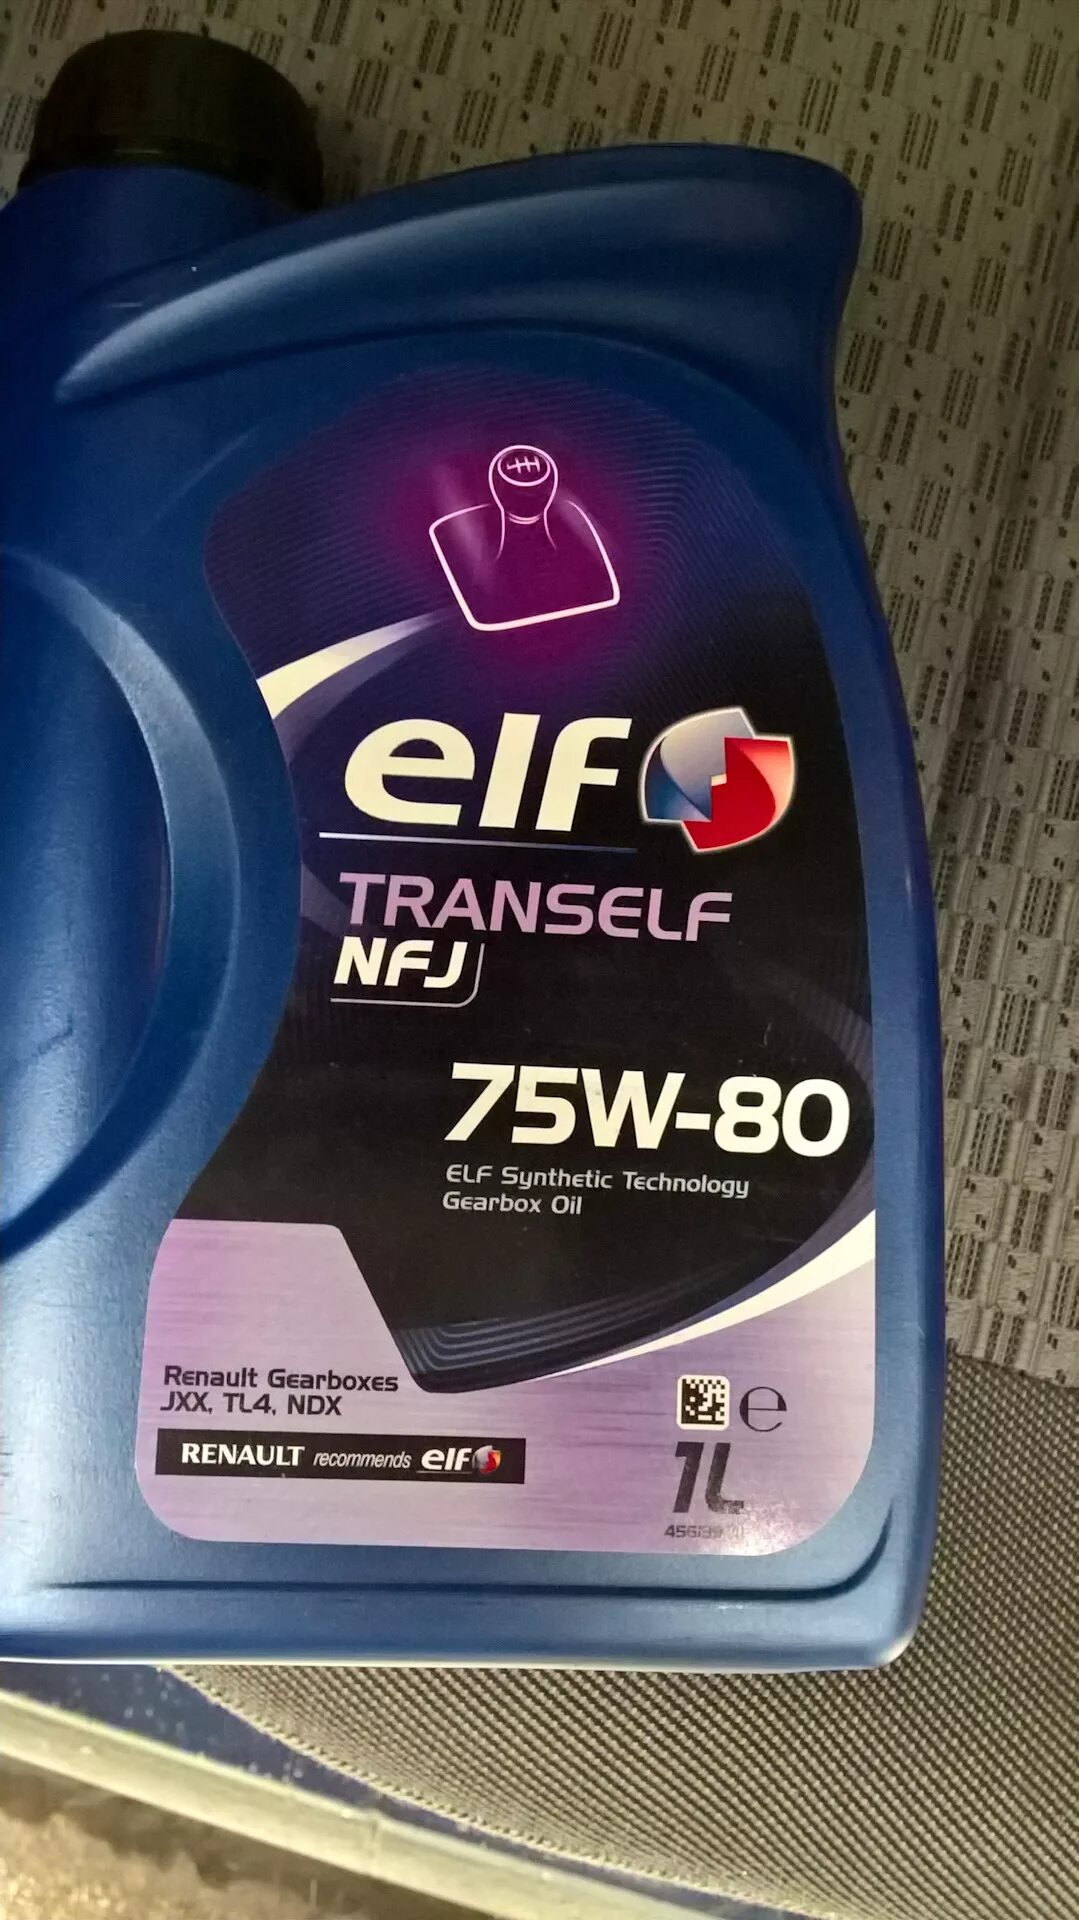 elf
TRANSELF
NFJ
75W-80
ELF Synthetic Technology
Gearbox Oil
Renault Gearboxes
JXX, TL4, NDX
RENAULT recommends elf
e
1L